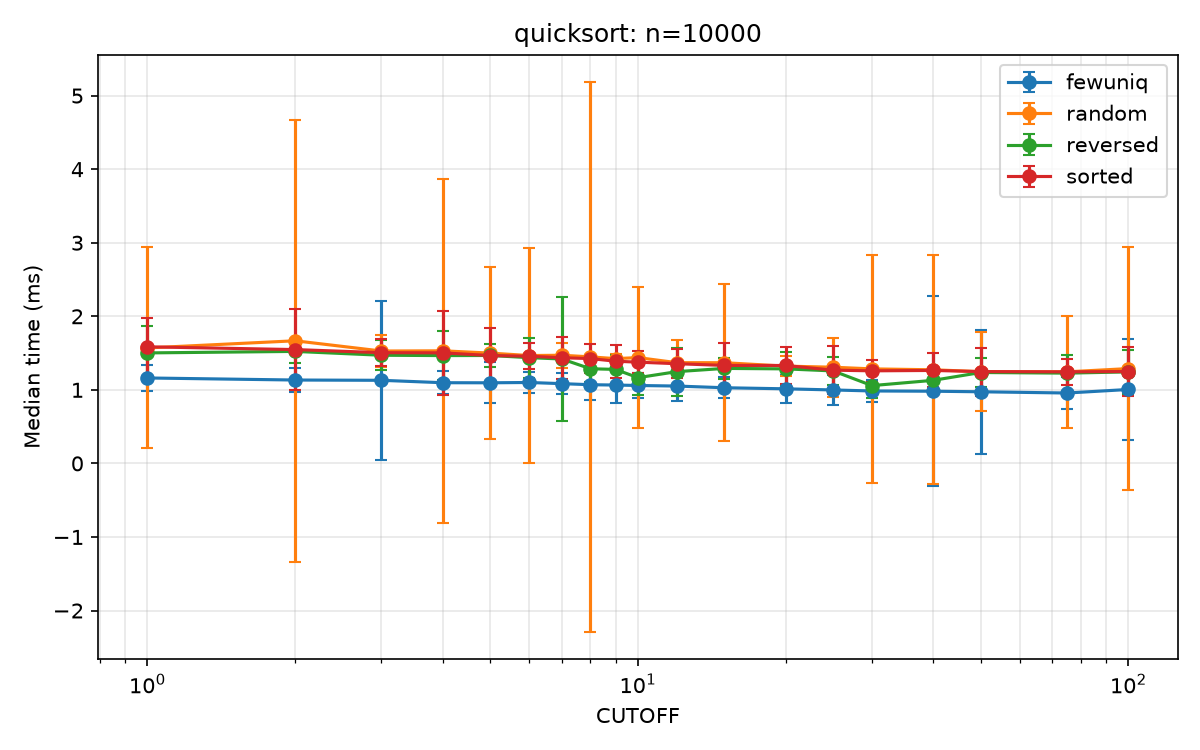 quicksort: n=10000
fewuniq
random
reversed
sorted
Median time (ms)
5
4
3
2
1
0
−1
−2
10⁰
10¹
10²
CUTOFF